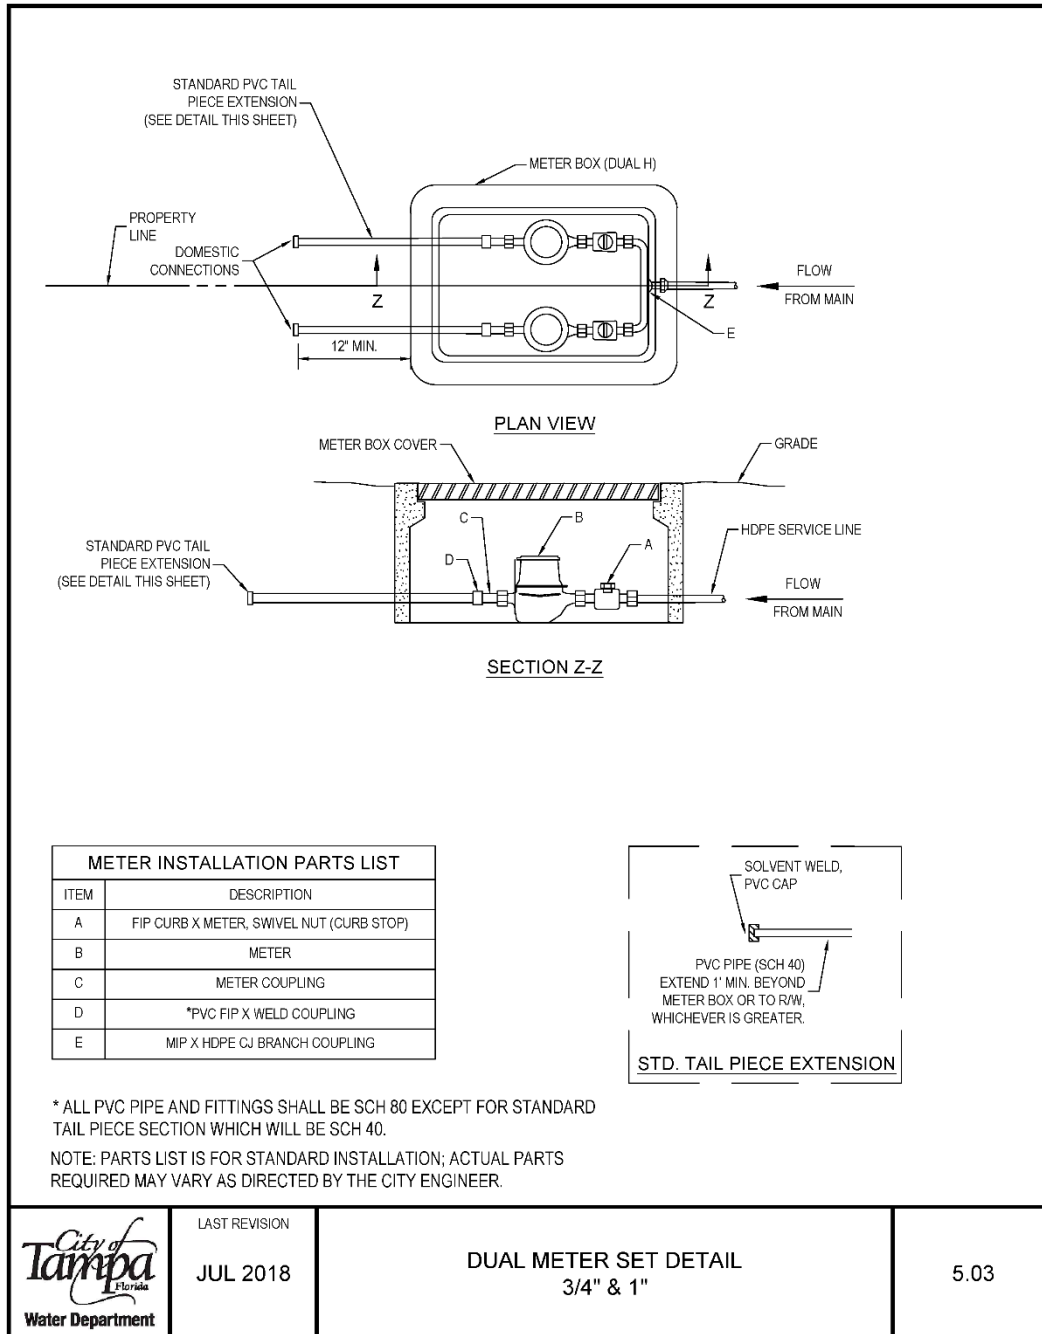 STANDARD PVC TAIL
PIECE EXTENSION
(SEE DETAIL THIS SHEET)
METER BOX (DUAL H)
PROPERTY
LINE
DOMESTIC
CONNECTIONS
Z
Z
FLOW
FROM MAIN
E
12" MIN.
PLAN VIEW
METER BOX COVER
GRADE
C
B
HDPE SERVICE LINE
A
STANDARD PVC TAIL
PIECE EXTENSION
(SEE DETAIL THIS SHEET)
D
FLOW
FROM MAIN
SECTION Z-Z
METER INSTALLATION PARTS LIST
ITEM DESCRIPTION
A FIP CURB X METER, SWIVEL NUT (CURB STOP)
B METER
C METER COUPLING
D *PVC FIP X WELD COUPLING
E MIP X HDPE CJ BRANCH COUPLING
SOLVENT WELD,
PVC CAP
PVC PIPE (SCH 40)
EXTEND 1' MIN. BEYOND
METER BOX OR TO R/W,
WHICHEVER IS GREATER.
STD. TAIL PIECE EXTENSION
* ALL PVC PIPE AND FITTINGS SHALL BE SCH 80 EXCEPT FOR STANDARD
TAIL PIECE SECTION WHICH WILL BE SCH 40.
NOTE: PARTS LIST IS FOR STANDARD INSTALLATION; ACTUAL PARTS
REQUIRED MAY VARY AS DIRECTED BY THE CITY ENGINEER.
City of
Tampa
Florida
Water Department
LAST REVISION
JUL 2018
DUAL METER SET DETAIL
3/4" & 1"
5.03